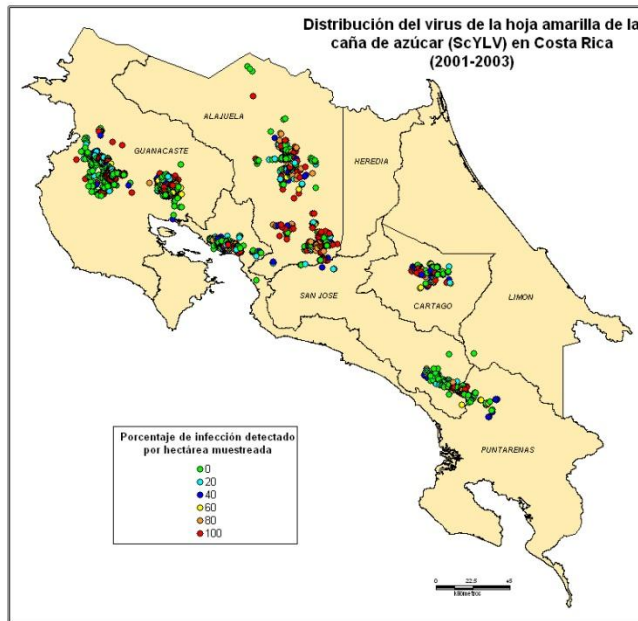 Distribución del virus de la hoja amarilla de la
caña de azúcar (ScYLV) en Costa Rica
(2001-2003)
ALAJUELA
GUANACASTE
HEREDIA
SAN JOSE
CARTAGO
LIMON
PUNTARENAS
Porcentaje de infección detectado
por hectárea muestreada
0
20
40
60
80
100
0 22.5 45
kilómetros